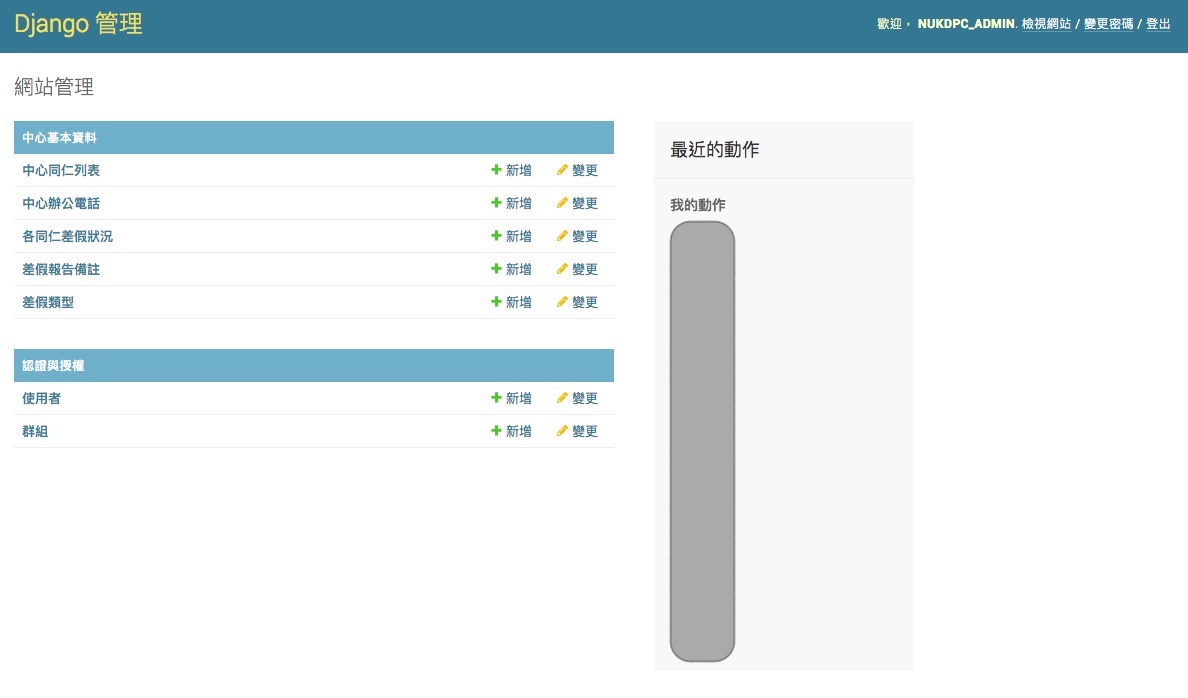 Django 管理
歡迎， NUKDPC_ADMIN. 檢視網站 / 變更密碼 / 登出
網站管理
中心基本資料
中心同仁列表 新增 變更
中心辦公電話 新增 變更
各同仁差假狀況 新增 變更
差假報告備註 新增 變更
差假類型 新增 變更
認證與授權
使用者 新增 變更
群組 新增 變更
最近的動作
我的動作